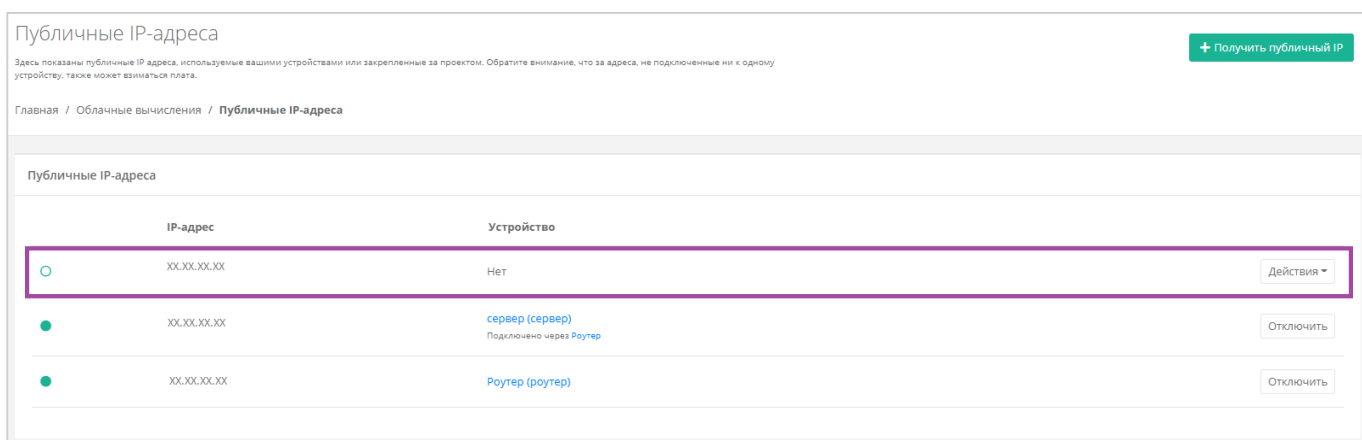 Публичные IP-адреса
+ Получить публичный IP
Здесь показаны публичные IP адреса, используемые вашими устройствами или закрепленные за проектом. Обратите внимание, что за адреса, не подключенные ни к одному
устройству, также может взиматься плата.
Главная / Облачные вычисления / Публичные IP-адреса
Публичные IP-адреса
IP-адрес Устройство
XX.XX.XX.XX Нет Действия
XX.XX.XX.XX сервер (сервер) Отключить
Подключено через Роутер
XX.XX.XX.XX Роутер (роутер) Отключить